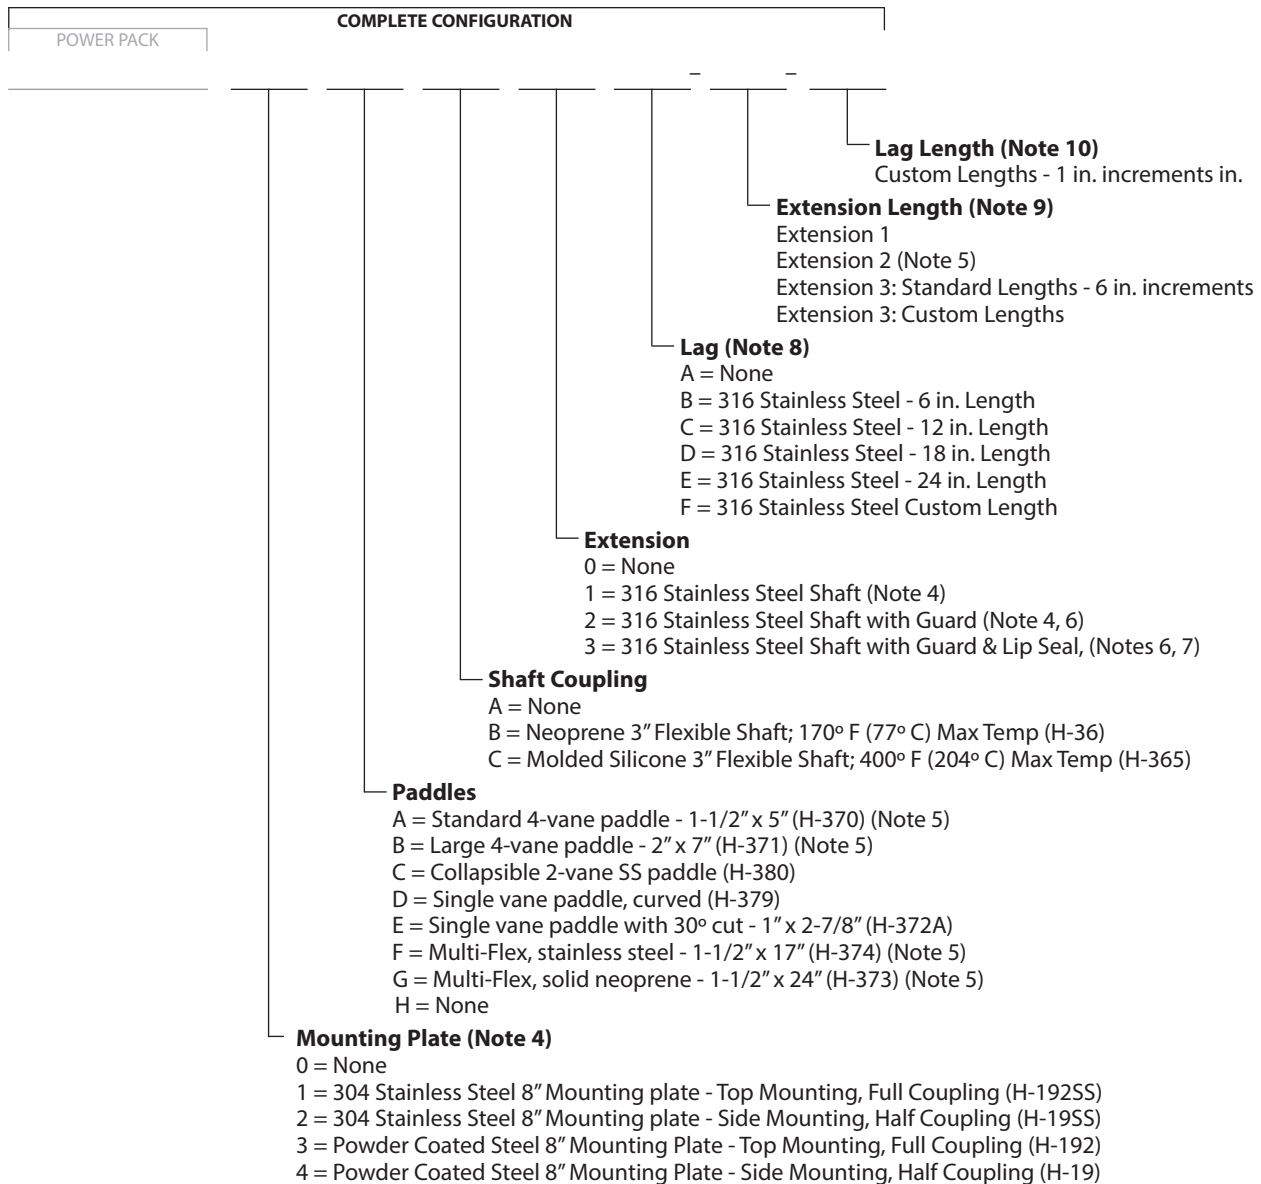 COMPLETE CONFIGURATION
POWER PACK
– –
Lag Length (Note 10)
Custom Lengths - 1 in. increments in.
Extension Length (Note 9)
Extension 1
Extension 2 (Note 5)
Extension 3: Standard Lengths - 6 in. increments
Extension 3: Custom Lengths
Lag (Note 8)
A = None
B = 316 Stainless Steel - 6 in. Length
C = 316 Stainless Steel - 12 in. Length
D = 316 Stainless Steel - 18 in. Length
E = 316 Stainless Steel - 24 in. Length
F = 316 Stainless Steel Custom Length
Extension
0 = None
1 = 316 Stainless Steel Shaft (Note 4)
2 = 316 Stainless Steel Shaft with Guard (Note 4, 6)
3 = 316 Stainless Steel Shaft with Guard & Lip Seal, (Notes 6, 7)
Shaft Coupling
A = None
B = Neoprene 3” Flexible Shaft; 170º F (77º C) Max Temp (H-36)
C = Molded Silicone 3” Flexible Shaft; 400º F (204º C) Max Temp (H-365)
Paddles
A = Standard 4-vane paddle - 1-1/2” x 5” (H-370) (Note 5)
B = Large 4-vane paddle - 2” x 7” (H-371) (Note 5)
C = Collapsible 2-vane SS paddle (H-380)
D = Single vane paddle, curved (H-379)
E = Single vane paddle with 30º cut - 1” x 2-7/8” (H-372A)
F = Multi-Flex, stainless steel - 1-1/2” x 17” (H-374) (Note 5)
G = Multi-Flex, solid neoprene - 1-1/2” x 24” (H-373) (Note 5)
H = None
Mounting Plate (Note 4)
0 = None
1 = 304 Stainless Steel 8” Mounting plate - Top Mounting, Full Coupling (H-192SS)
2 = 304 Stainless Steel 8” Mounting plate - Side Mounting, Half Coupling (H-19SS)
3 = Powder Coated Steel 8” Mounting Plate - Top Mounting, Full Coupling (H-192)
4 = Powder Coated Steel 8” Mounting Plate - Side Mounting, Half Coupling (H-19)